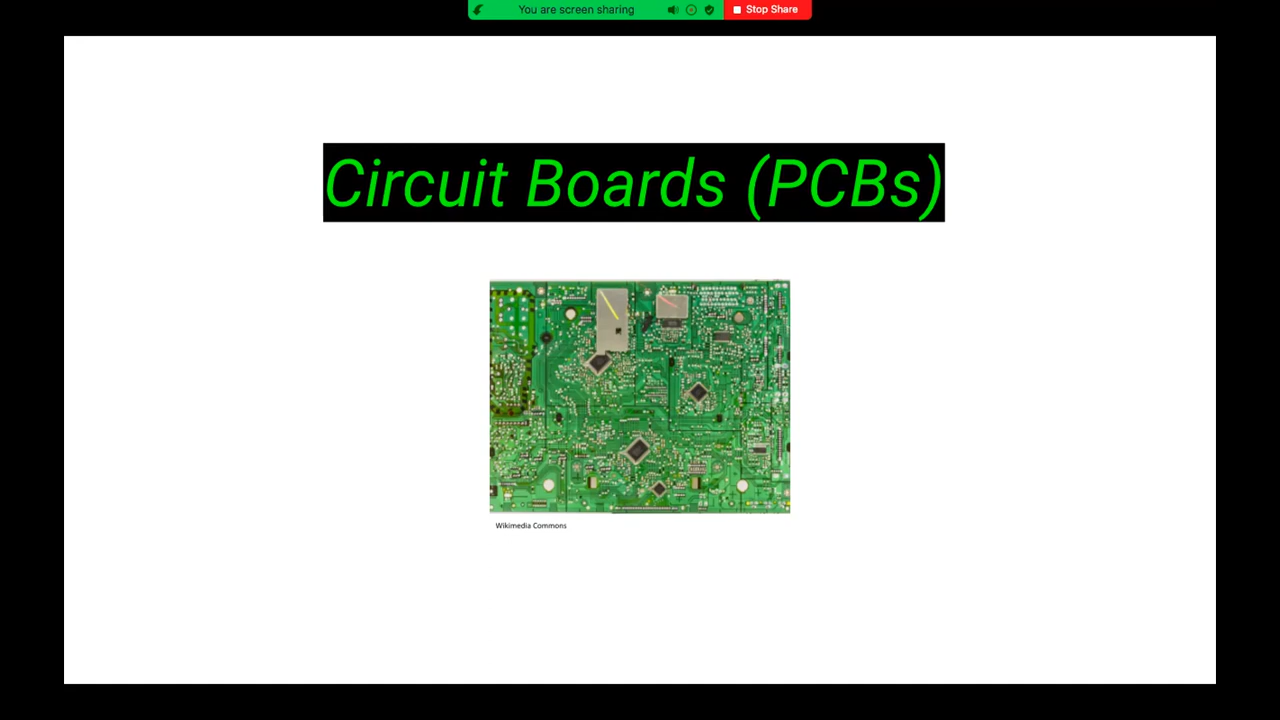 You are screen sharing
Stop Share
Circuit Boards (PCBs)
Wikimedia Commons